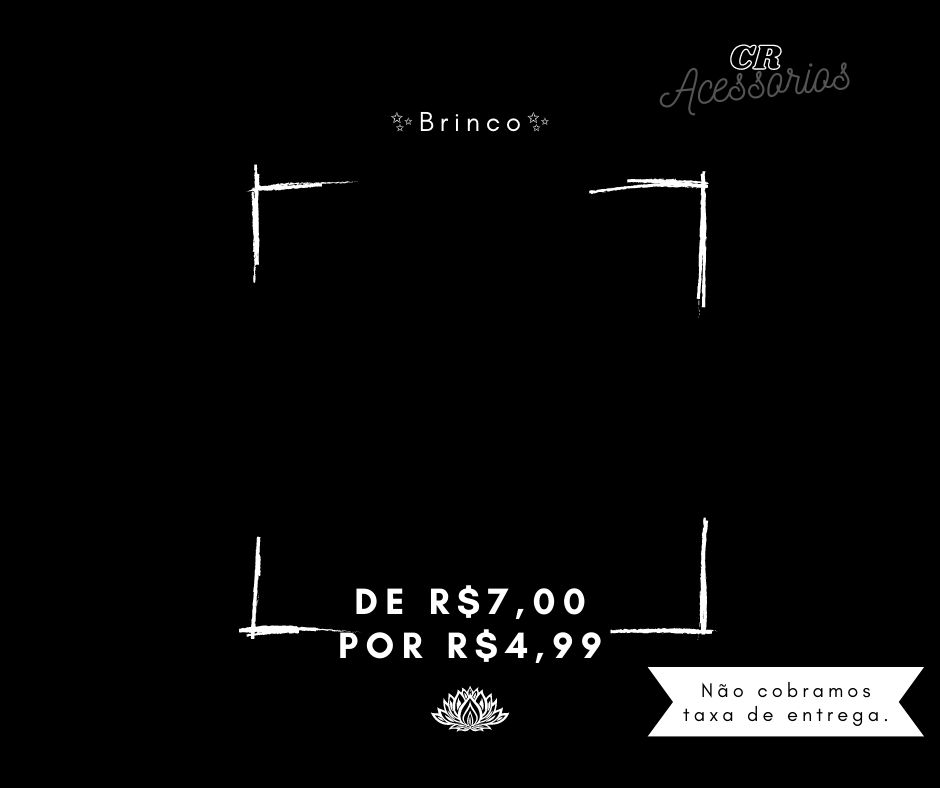 CR
Acessorios
✨Brinco✨
DE R$7,00
POR R$4,99
Não cobramos
taxa de entrega.